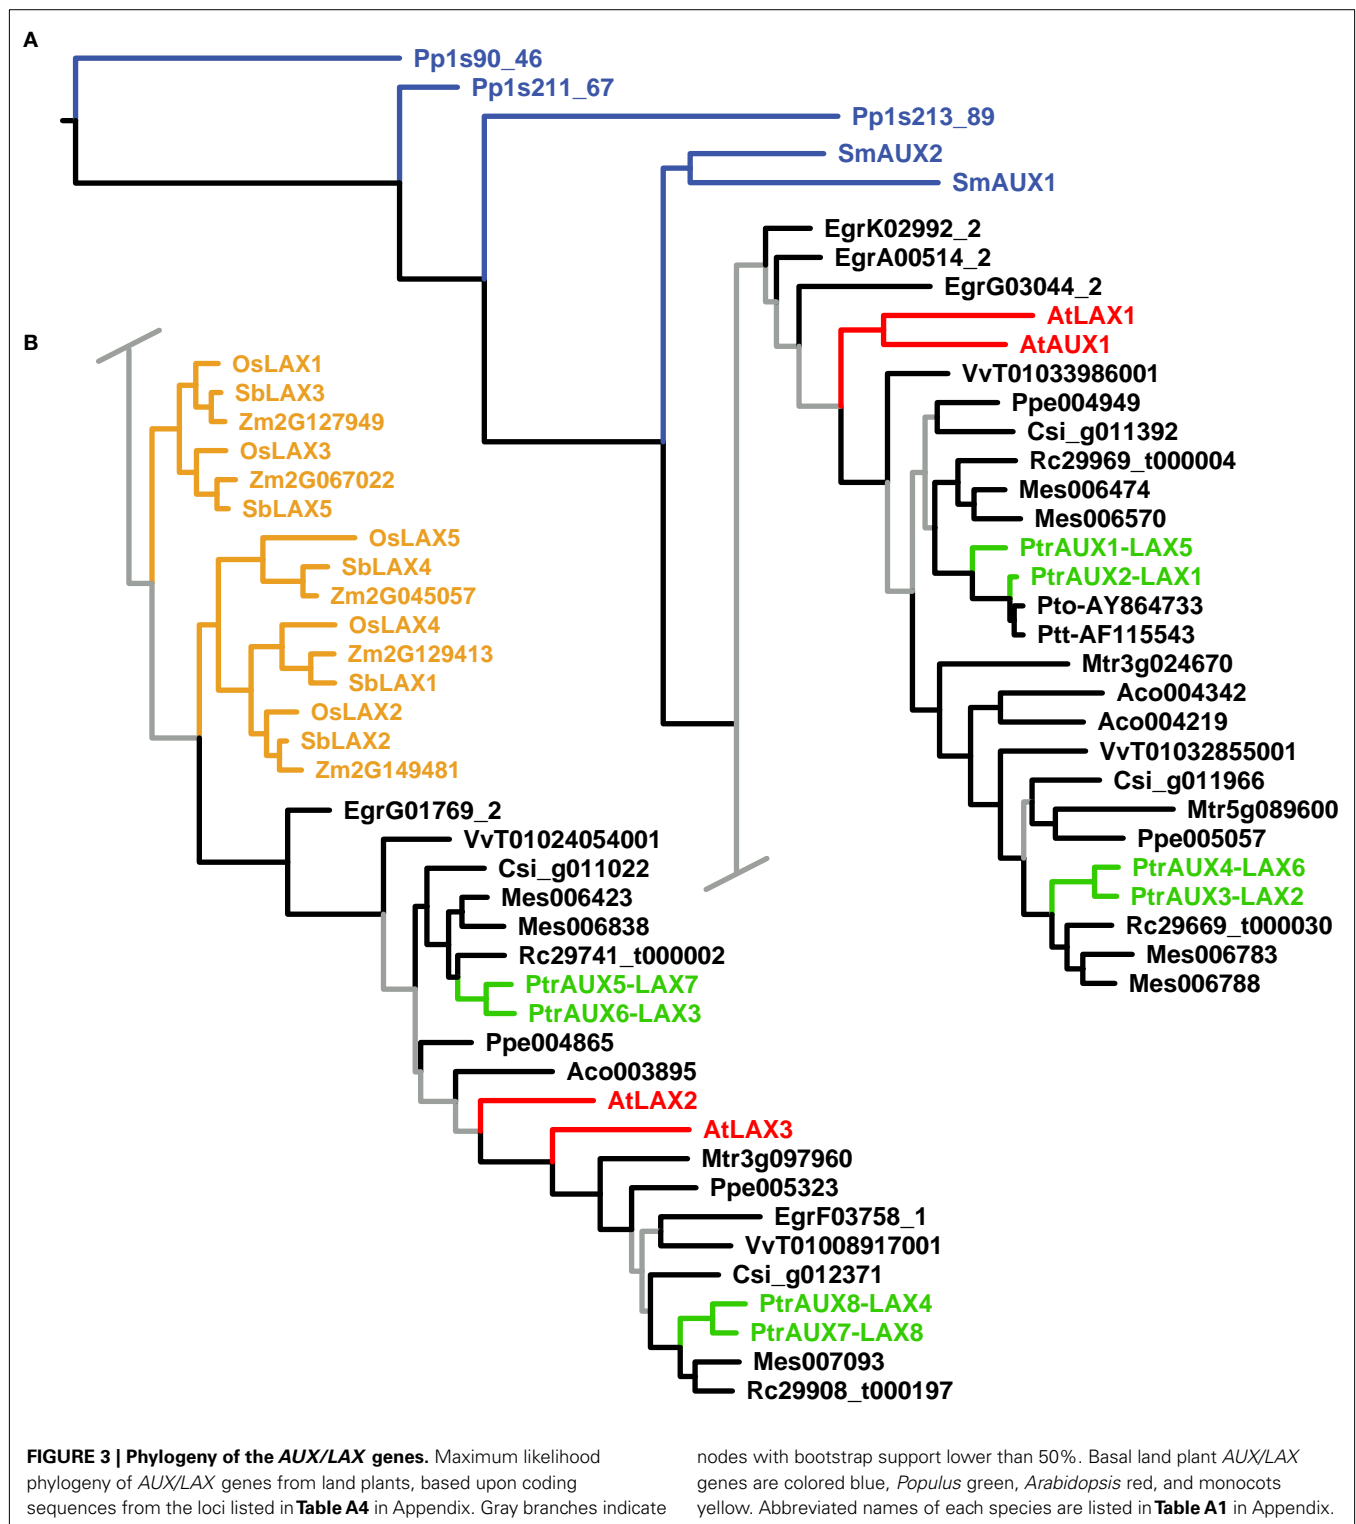 A
Pp1s90_46
Pp1s211_67
Pp1s213_89
SmAUX2
SmAUX1
EgrK02992_2
EgrA00514_2
EgrG03044_2
AtLAX1
AtAUX1
VvT01033986001
Ppe004949
Csi_g011392
Rc29969_t000004
Mes006474
Mes006570
PtrAUX1-LAX5
PtrAUX2-LAX1
Pto-AY864733
Ptt-AF115543
Mtr3g024670
Aco004342
Aco004219
VvT01032855001
Csi_g011966
Mtr5g089600
Ppe005057
PtrAUX4-LAX6
PtrAUX3-LAX2
Rc29669_t000030
Mes006783
Mes006788
B
OsLAX1
SbLAX3
Zm2G127949
OsLAX3
Zm2G067022
SbLAX5
OsLAX5
SbLAX4
Zm2G045057
OsLAX4
Zm2G129413
SbLAX1
OsLAX2
SbLAX2
Zm2G149481
EgrG01769_2
VvT01024054001
Csi_g011022
Mes006423
Mes006838
Rc29741_t000002
PtrAUX5-LAX7
PtrAUX6-LAX3
Ppe004865
Aco003895
AtLAX2
AtLAX3
Mtr3g097960
Ppe005323
EgrF03758_1
VvT01008917001
Csi_g012371
PtrAUX8-LAX4
PtrAUX7-LAX8
Mes007093
Rc29908_t000197
FIGURE 3 | Phylogeny of the AUX/LAX genes. Maximum likelihood
phylogeny of AUX/LAX genes from land plants, based upon coding
sequences from the loci listed in Table A4 in Appendix. Gray branches indicate
nodes with bootstrap support lower than 50%. Basal land plant AUX/LAX
genes are colored blue, Populus green, Arabidopsis red, and monocots
yellow. Abbreviated names of each species are listed in Table A1 in Appendix.